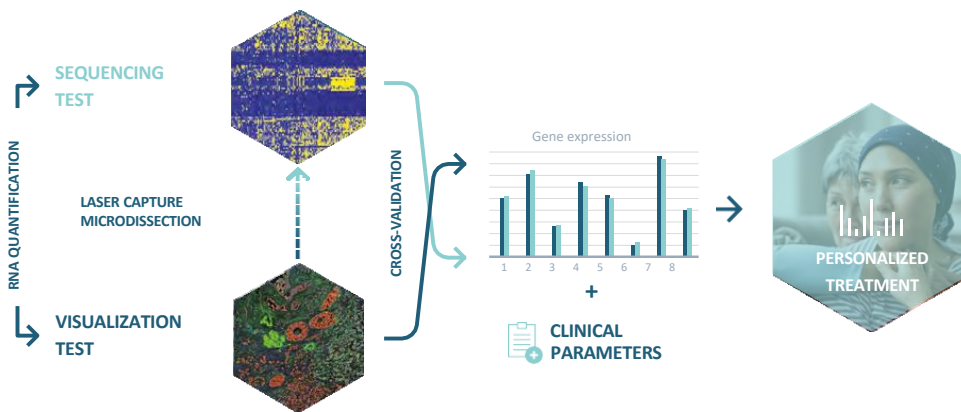 RNA QUANTIFICATION
SEQUENCING
TEST
LASER CAPTURE
MICRODISSECTION
VISUALIZATION
TEST
CROSS-VALIDATION
Gene expression
1 2 3 4 5 6 7 8
+
CLINICAL
PARAMETERS
PERSONALIZED
TREATMENT